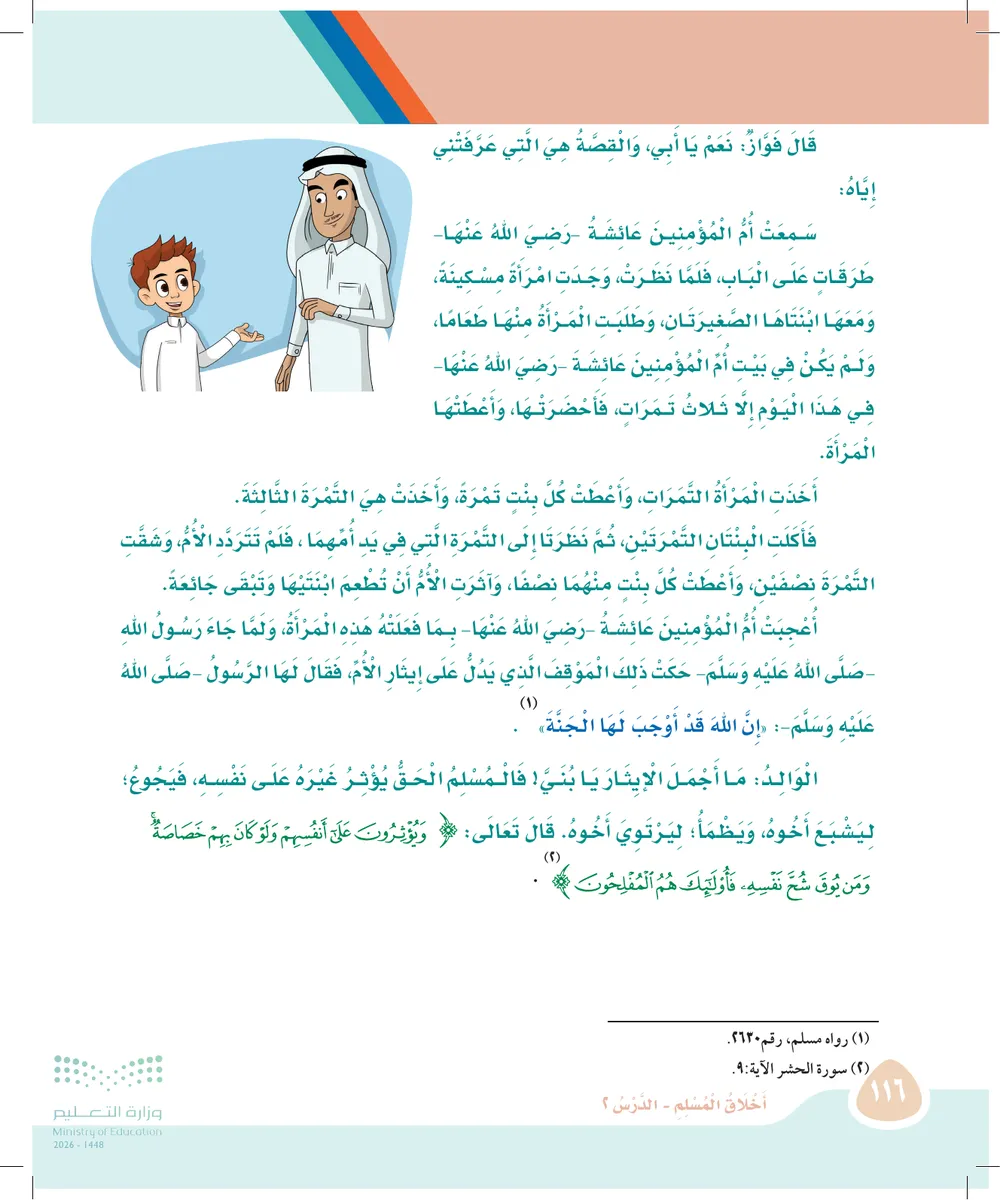 قَالَ فَوَّازٌ: نَعَمْ يَا أَبِي، وَالْقِصَّةُ هِيَ الَّتِي عَرَّفَتْنِي
إِيَّاهُ:
سَمِعَتْ أُمُّ الْمُؤْمِنِينَ عَائِشَةُ -رَضِيَ اللهُ عَنْهَا-
طَرَقَاتٍ عَلَى الْبَابِ، فَلَمَّا نَظَرَتْ، وَجَدَتِ امْرَأَةً مِسْكِينَةً،
وَمَعَهَا ابْنَتَاهَا الصَّغِيرَتَانِ، وَطَلَبَتِ الْمَرْأَةُ مِنْهَا طَعَامًا،
وَلَمْ يَكُنْ فِي بَيْتِ أُمِّ الْمُؤْمِنِينَ عَائِشَةَ -رَضِيَ اللهُ عَنْهَا-
فِي هَذَا الْيَوْمِ إِلَّا ثَلاثُ تَمَرَاتٍ، فَأَحْضَرَتْهَا، وَأَعْطَتْهَا
الْمَرْأَةَ.
أَخَذَتِ الْمَرْأَةُ التَّمَرَاتِ، وَأَعْطَتْ كُلَّ بِنْتٍ تَمْرَةً، وَأَخَذَتْ هِيَ التَّمْرَةَ الثَّالِثَةَ.
فَأَكَلَتِ الْبِنْتَانِ التَّمْرَتَيْنِ، ثُمَّ نَظَرَتَا إِلَى التَّمْرَةِ الَّتِي فِي يَدِ أُمِّهِمَا، فَلَمْ تَتَرَدَّدِ الْأُمُّ، وَشَقَّتِ
التَّمْرَةَ نِصْفَيْنِ، وَأَعْطَتْ كُلَّ بِنْتٍ مِنْهُمَا نِصْفًا، وَآثَرَتِ الْأُمُّ أَنْ تُطْعِمَ ابْنَتَيْهَا وَتَبْقَى جَائِعَةً.
أُعْجِبَتْ أُمُّ الْمُؤْمِنِينَ عَائِشَةُ -رَضِيَ اللهُ عَنْهَا- بِمَا فَعَلَتْهُ هَذِهِ الْمَرْأَةُ، وَلَمَّا جَاءَ رَسُولُ اللهِ
-صَلَّى اللهُ عَلَيْهِ وَسَلَّمَ- حَكَتْ ذَلِكَ الْمَوْقِفَ الَّذِي يَدُلُّ عَلَى إِيثَارِ الْأُمِّ، فَقَالَ لَهَا الرَّسُولُ -صَلَّى اللهُ
عَلَيْهِ وَسَلَّمَ-: «إِنَّ اللهَ قَدْ أَوْجَبَ لَهَا الْجَنَّةَ» (١).
الْوَالِدُ: مَا أَجْمَلَ الْإِيثَارَ يَا بُنَيَّ! فَالْمُسْلِمُ الْحَقُّ يُؤْثِرُ غَيْرَهُ عَلَى نَفْسِهِ، فَيَجُوعُ؛
لِيَشْبَعَ أَخُوهُ، وَيَظْمَأُ؛ لِيَرْتَوِيَ أَخُوهُ. قَالَ تَعَالَى: ﴿ وَيُؤْثِرُونَ عَلَىٰٓ أَنفُسِهِمْ وَلَوْ كَانَ بِهِمْ خَصَاصَةٌۚ
وَمَن يُوقَ شُحَّ نَفْسِهِۦ فَأُو۟لَٰٓئِكَ هُمُ ٱلْمُفْلِحُونَ ﴾ (٢).
(١) رواه مسلم، رقم ٢٦٣٠.
(٢) سورة الحشر الآية: ٩.
أَخْلَاقُ الْمُسْلِمِ - الدَّرْسُ ٢
١١٦
وزارة التعليم
Ministry of Education
2026 - 1448